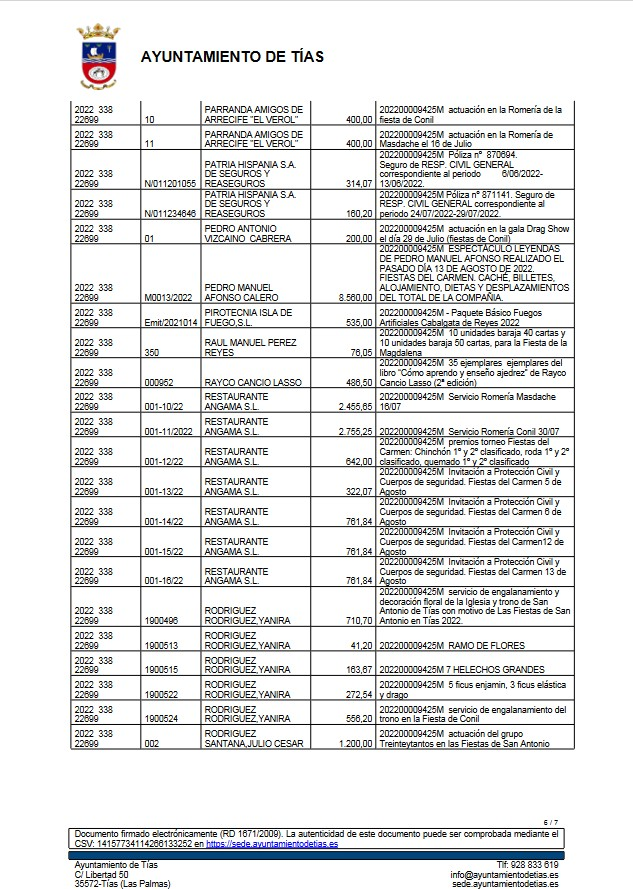 AYUNTAMIENTO DE TÍAS
2022 338 22699 10 PARRANDA AMIGOS DE ARRECIFE "EL VEROL" 400,00 202200009425M actuación en la Romería de la fiesta de Conil
2022 338 22699 11 PARRANDA AMIGOS DE ARRECIFE "EL VEROL" 400,00 202200009425M actuación en la Romería de Masdache el 16 de Julio
2022 338 22699 N/011201055 PATRIA HISPANIA S.A. DE SEGUROS Y REASEGUROS 314,07 202200009425M Póliza nº 870694. Seguro de RESP. CIVIL GENERAL correspondiente al periodo 6/06/2022-13/06/2022.
2022 338 22699 N/011234646 PATRIA HISPANIA S.A. DE SEGUROS Y REASEGUROS 160,20 202200009425M Póliza nº 871141. Seguro de RESP. CIVIL GENERAL correspondiente al periodo 24/07/2022-29/07/2022.
2022 338 22699 01 PEDRO ANTONIO VIZCAINO CABRERA 200,00 202200009425M actuación en la gala Drag Show el día 29 de Julio (fiestas de Conil)
2022 338 22699 M0013/2022 PEDRO MANUEL AFONSO CALERO 8.560,00 202200009425M ESPECTÁCULO LEYENDAS DE PEDRO MANUEL AFONSO REALIZADO EL PASADO DÍA 13 DE AGOSTO DE 2022. FIESTAS DEL CARMEN. CACHÉ, BILLETES, ALOJAMIENTO, DIETAS Y DESPLAZAMIENTOS DEL TOTAL DE LA COMPAÑIA.
2022 338 22699 Emit/2021014 PIROTECNIA ISLA DE FUEGO,S.L. 535,00 202200009425M - Paquete Básico Fuegos Artificiales Cabalgata de Reyes 2022
2022 338 22699 350 RAUL MANUEL PEREZ REYES 76,05 202200009425M 10 unidades baraja 40 cartas y 10 unidades baraja 50 cartas, para la Fiesta de la Magdalena
2022 338 22699 000952 RAYCO CANCIO LASSO 486,50 202200009425M 35 ejemplares ejemplares del libro "Cómo aprendo y enseño ajedrez" de Rayco Cancio Lasso (2ª edición)
2022 338 22699 001-10/22 RESTAURANTE ANGAMA S.L. 2.455,65 202200009425M Servicio Romería Masdache 16/07
2022 338 22699 001-11/2022 RESTAURANTE ANGAMA S.L. 2.755,25 202200009425M Servicio Romería Conil 30/07
2022 338 22699 001-12/22 RESTAURANTE ANGAMA S.L. 642,00 202200009425M premios torneo Fiestas del Carmen: Chinchón 1º y 2º clasificado, roda 1º y 2º clasificado, quemado 1º y 2º clasificado
2022 338 22699 001-13/22 RESTAURANTE ANGAMA S.L. 322,07 202200009425M Invitación a Protección Civil y Cuerpos de seguridad. Fiestas del Carmen 5 de Agosto
2022 338 22699 001-14/22 RESTAURANTE ANGAMA S.L. 761,84 202200009425M Invitación a Protección Civil y Cuerpos de seguridad. Fiestas del Carmen 6 de Agosto
2022 338 22699 001-15/22 RESTAURANTE ANGAMA S.L. 761,84 202200009425M Invitación a Protección Civil y Cuerpos de seguridad. Fiestas del Carmen12 de Agosto
2022 338 22699 001-16/22 RESTAURANTE ANGAMA S.L. 761,84 202200009425M Invitación a Protección Civil y Cuerpos de seguridad. Fiestas del Carmen 13 de Agosto
2022 338 22699 1900496 RODRIGUEZ RODRIGUEZ,YANIRA 710,70 202200009425M servicio de engalanamiento y decoración floral de la Iglesia y trono de San Antonio de Tías con motivo de Las Fiestas de San Antonio en Tías 2022.
2022 338 22699 1900513 RODRIGUEZ RODRIGUEZ,YANIRA 41,20 202200009425M RAMO DE FLORES
2022 338 22699 1900515 RODRIGUEZ RODRIGUEZ,YANIRA 163,67 202200009425M 7 HELECHOS GRANDES
2022 338 22699 1900522 RODRIGUEZ RODRIGUEZ,YANIRA 272,54 202200009425M 5 ficus enjamin, 3 ficus elástica y drago
2022 338 22699 1900524 RODRIGUEZ RODRIGUEZ,YANIRA 556,20 202200009425M servicio de engalanamiento del trono en la Fiesta de Conil
2022 338 22699 002 RODRIGUEZ SANTANA,JULIO CESAR 1.200,00 202200009425M actuación del grupo Treinteytantos en las Fiestas de San Antonio
6 / 7
Documento firmado electrónicamente (RD 1671/2009). La autenticidad de este documento puede ser comprobada mediante el
CSV: 14157734114266133252 en https://sede.ayuntamientodetias.es
Ayuntamiento de Tías Tlf: 928 833 619
C/ Libertad 50 info@ayuntamientodetias.es
35572-Tías (Las Palmas) sede.ayuntamientodetias.es